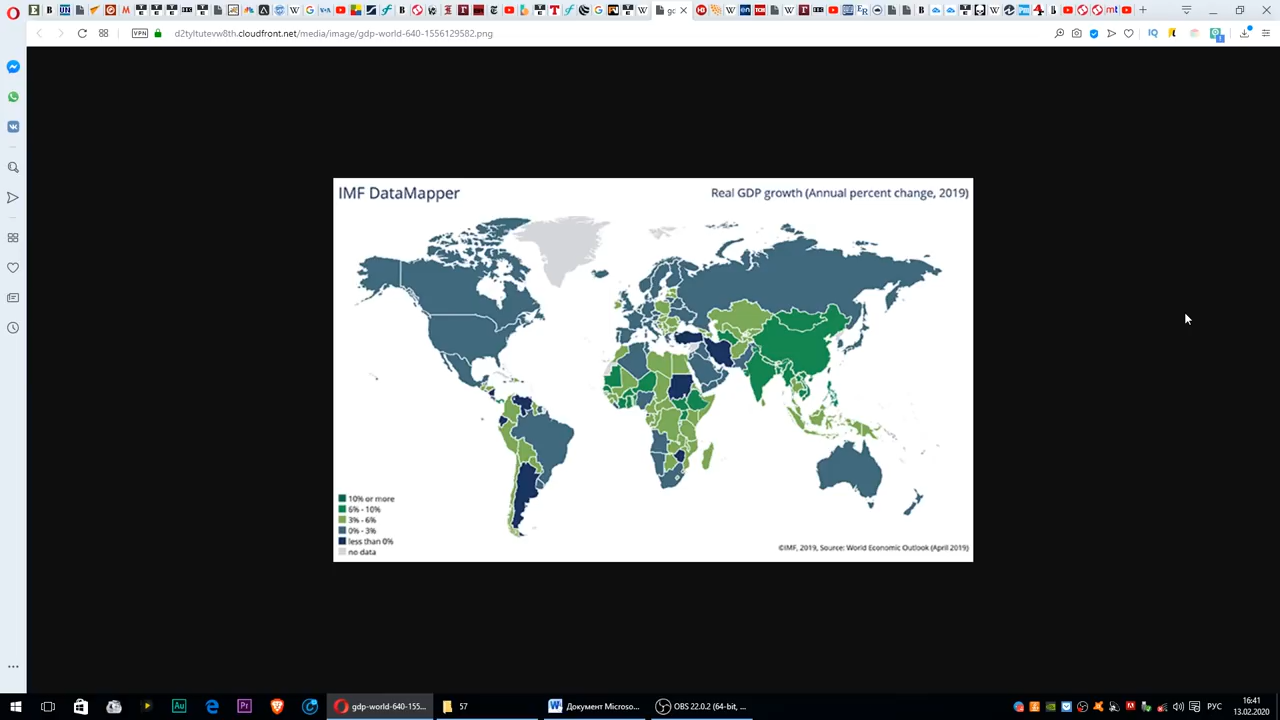 d2tyltutevw8th.cloudfront.net/media/image/gdp-world-640-1556129582.png
VPN
IMF DataMapper
Real GDP growth (Annual percent change, 2019)
10% or more
6% - 10%
3% - 6%
0% - 3%
less than 0%
no data
©IMF, 2019, Source: World Economic Outlook (April 2019)
gdp-world-640-155...
57
Документ Microso...
OBS 22.0.2 (64-bit, ...
РУС
16:41
13.02.2020